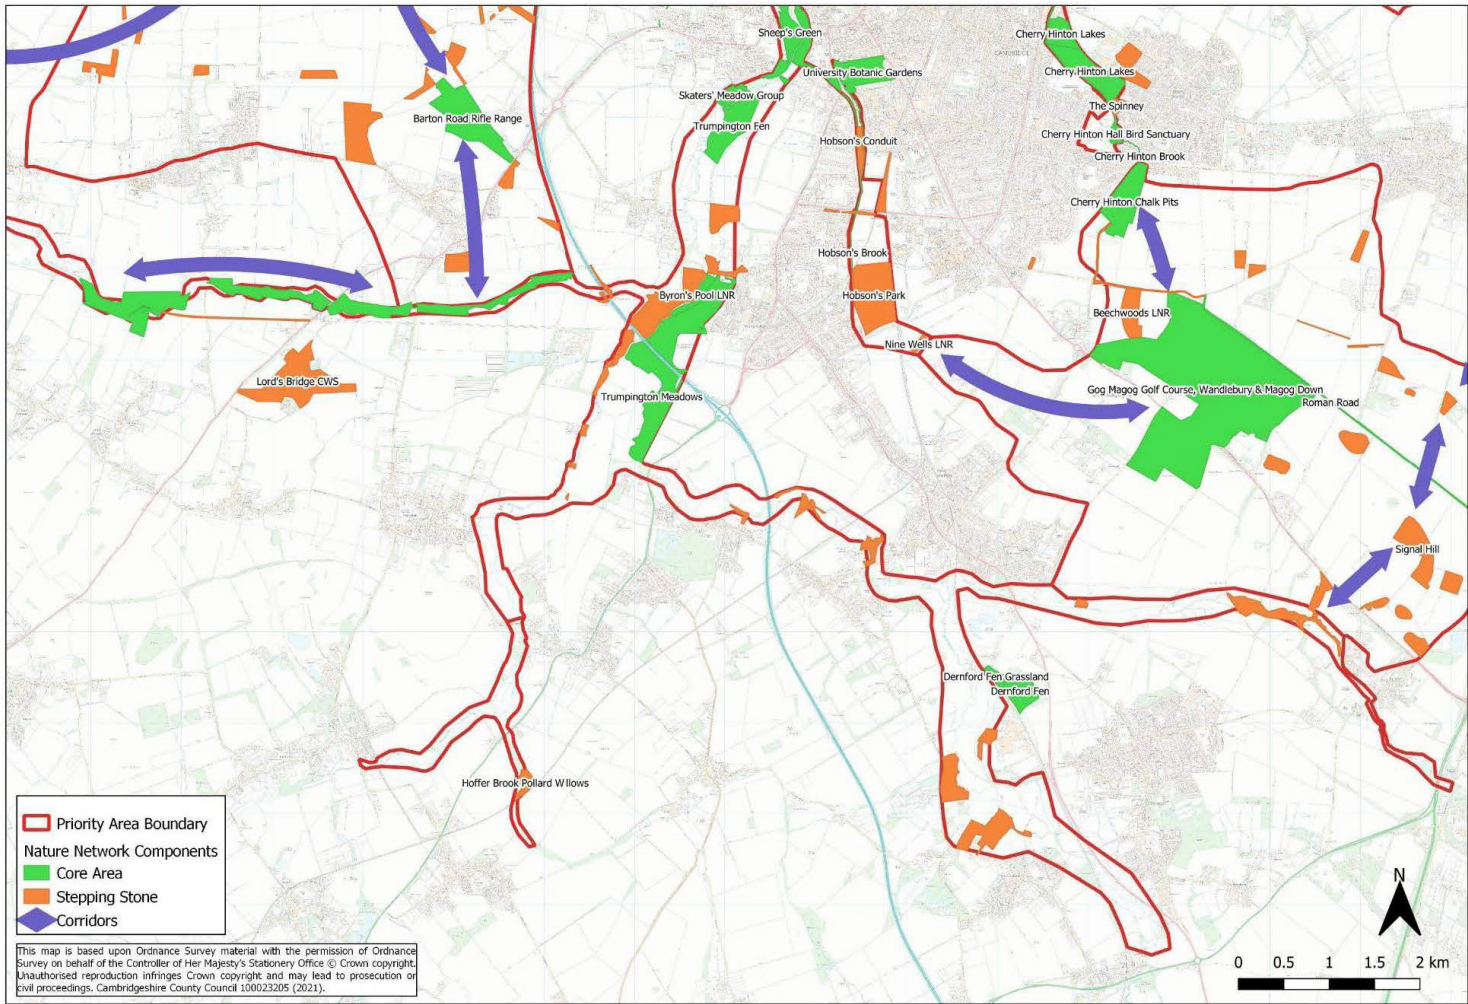 Sheep's Green
Cherry Hinton Lakes
CAMBRIDGE
University Botanic Gardens
Cherry Hinton Lakes
Skaters' Meadow Group
The Spinney
Barton Road Rifle Range
Trumpington Fen
Hobson's Conduit
Cherry Hinton Hall Bird Sanctuary
Cherry Hinton Brook
Cherry Hinton Chalk Pits
Hobson's Brook
Byron's Pool LNR
Hobson's Park
Beechwoods LNR
Nine Wells LNR
Lord's Bridge CWS
Gog Magog Golf Course, Wandlebury & Magog Down
Trumpington Meadows
Roman Road
Signal Hill
Dernford Fen Grassland
Dernford Fen
Hoffer Brook Pollard Willows
Priority Area Boundary
Nature Network Components
Core Area
Stepping Stone
Corridors
This map is based upon Ordnance Survey material with the permission of Ordnance
Survey on behalf of the Controller of Her Majesty's Stationery Office © Crown copyright.
Unauthorised reproduction infringes Crown copyright and may lead to prosecution or
civil proceedings. Cambridgeshire County Council 100023205 (2021).
N
0 0.5 1 1.5 2 km